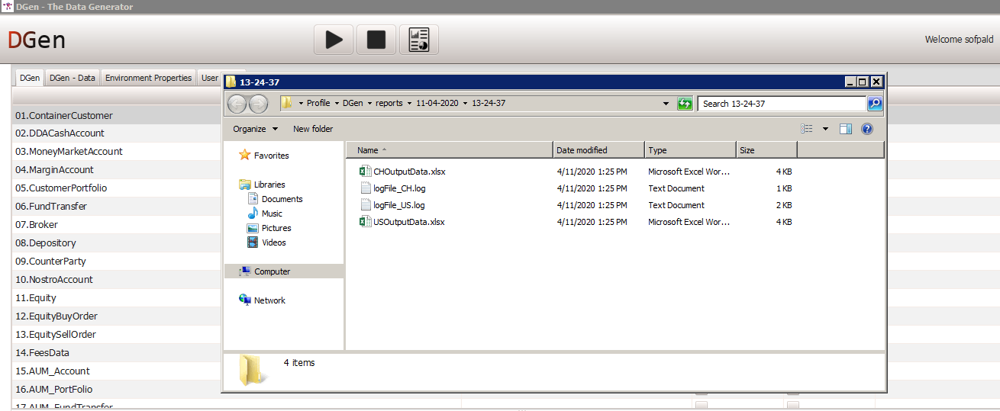 DGen - The Data Generator
DGen
Welcome sofpald
DGen DGen - Data Environment Properties User
01.ContainerCustomer
02.DDACashAccount
03.MoneyMarketAccount
04.MarginAccount
05.CustomerPortfolio
06.FundTransfer
07.Broker
08.Depository
09.CounterParty
10.NostroAccount
11.Equity
12.EquityBuyOrder
13.EquitySellOrder
14.FeesData
15.AUM_Account
16.AUM_PortFolio
17.AUM_FundTransfer
13-24-37
Profile DGen reports 11-04-2020 13-24-37
Search 13-24-37
Organize New folder
Favorites
Libraries
Documents
Music
Pictures
Videos
Computer
Network
Name Date modified Type Size
CHOutputData.xlsx 4/11/2020 1:25 PM Microsoft Excel Wor... 4 KB
logFile_CH.log 4/11/2020 1:25 PM Text Document 1 KB
logFile_US.log 4/11/2020 1:25 PM Text Document 2 KB
USOutputData.xlsx 4/11/2020 1:25 PM Microsoft Excel Wor... 4 KB
4 items